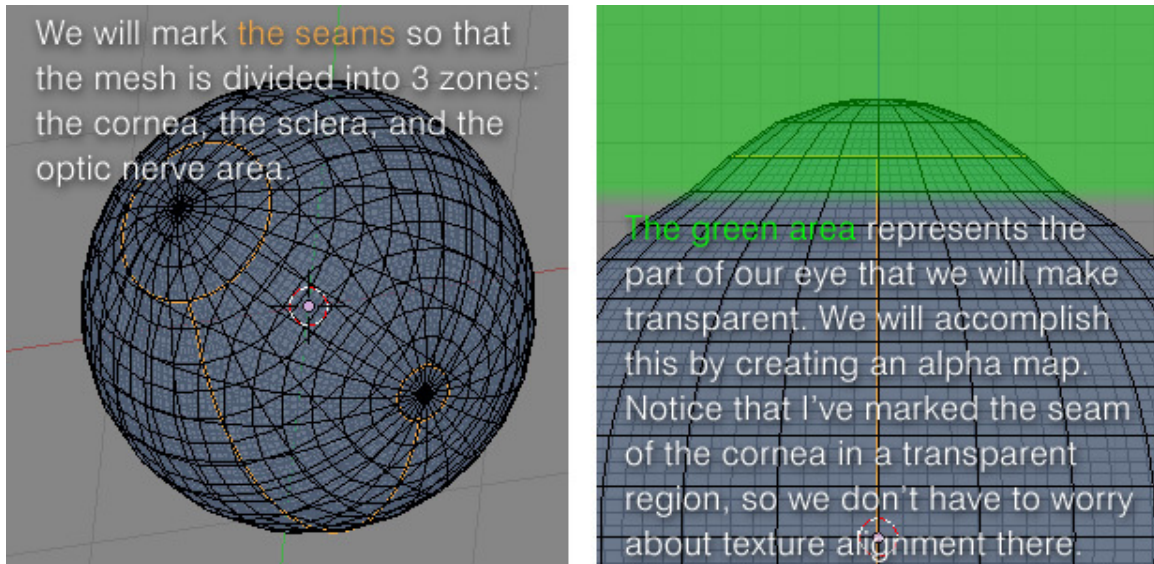 We will mark the seams so that
the mesh is divided into 3 zones:
the cornea, the sclera, and the
optic nerve area.
The green area represents the
part of our eye that we will make
transparent. We will accomplish
this by creating an alpha map.
Notice that I've marked the seam
of the cornea in a transparent
region, so we don't have to worry
about texture alignment there.